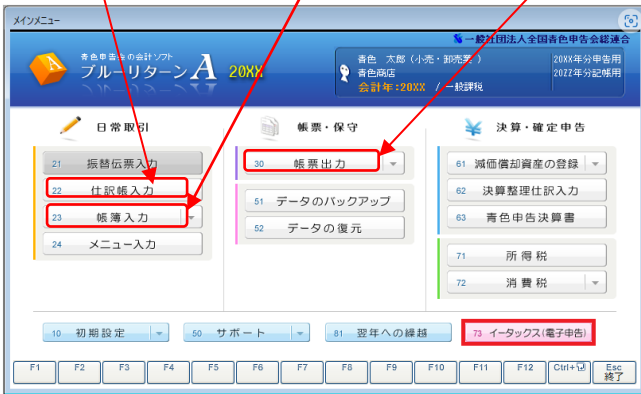 メインメニュー
一般社団法人全国青色申告会総連合
青色申告会の会計ソフト
ブルーリターンA 20XX
青色 太郎 (小売・卸売業 )
青色商店
会計年:20XX / 一般課税
20XX年分申告用
20ZZ年分記帳用
日常取引
21 振替伝票入力
22 仕訳帳入力
23 帳簿入力
24 メニュー入力
帳票・保守
30 帳票出力
51 データのバックアップ
52 データの復元
決算・確定申告
61 減価償却資産の登録
62 決算整理仕訳入力
63 青色申告決算書
71 所得税
72 消費税
10 初期設定
50 サポート
81 翌年への繰越
73 イータックス(電子申告)
F1 F2 F3 F4 F5 F6 F7 F8 F9 F10 F11 F12 Ctrl+ Esc
終了